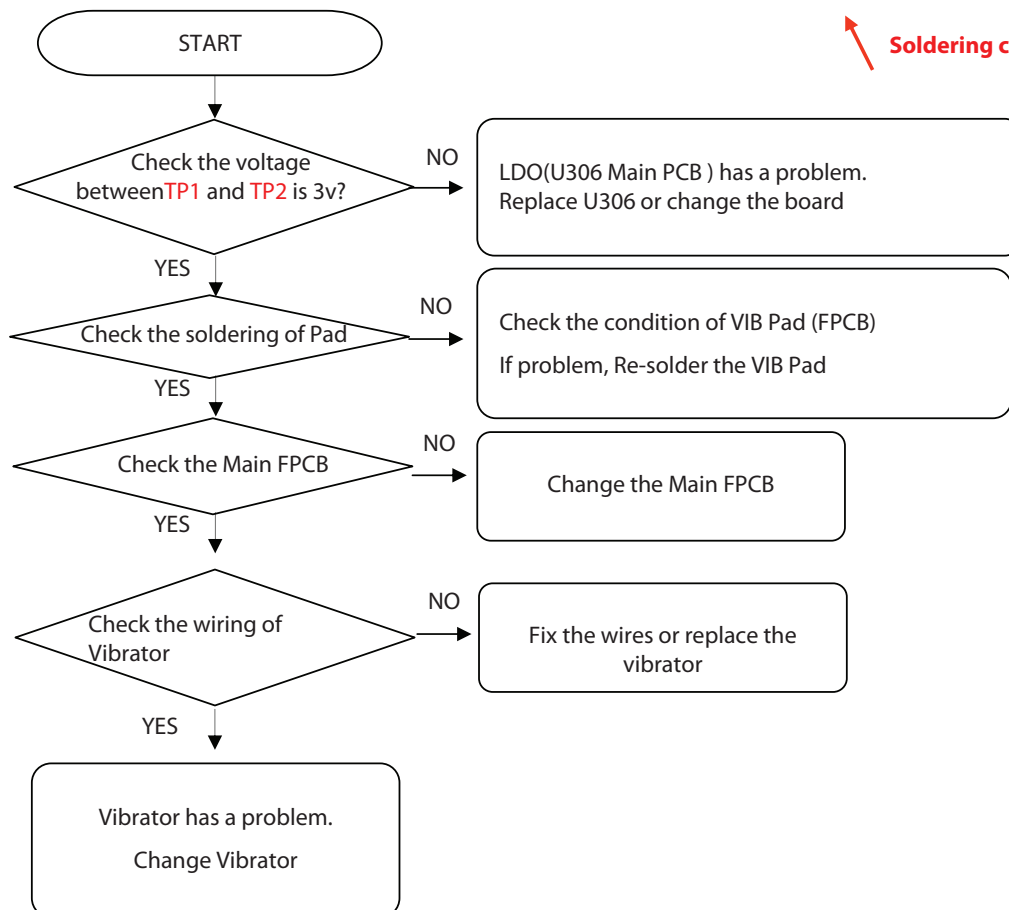 START
Soldering c
Check the voltage
betweenTP1 and TP2 is 3v?
NO
LDO(U306 Main PCB ) has a problem.
Replace U306 or change the board
YES
Check the soldering of Pad
NO
Check the condition of VIB Pad (FPCB)
If problem, Re-solder the VIB Pad
YES
Check the Main FPCB
NO
Change the Main FPCB
YES
Check the wiring of
Vibrator
NO
Fix the wires or replace the
vibrator
YES
Vibrator has a problem.
Change Vibrator